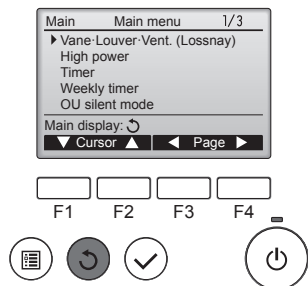 Main Main menu 1/3
Vane·Louver·Vent. (Lossnay)
High power
Timer
Weekly timer
OU silent mode
Main display:
Cursor Page
F1 F2 F3 F4